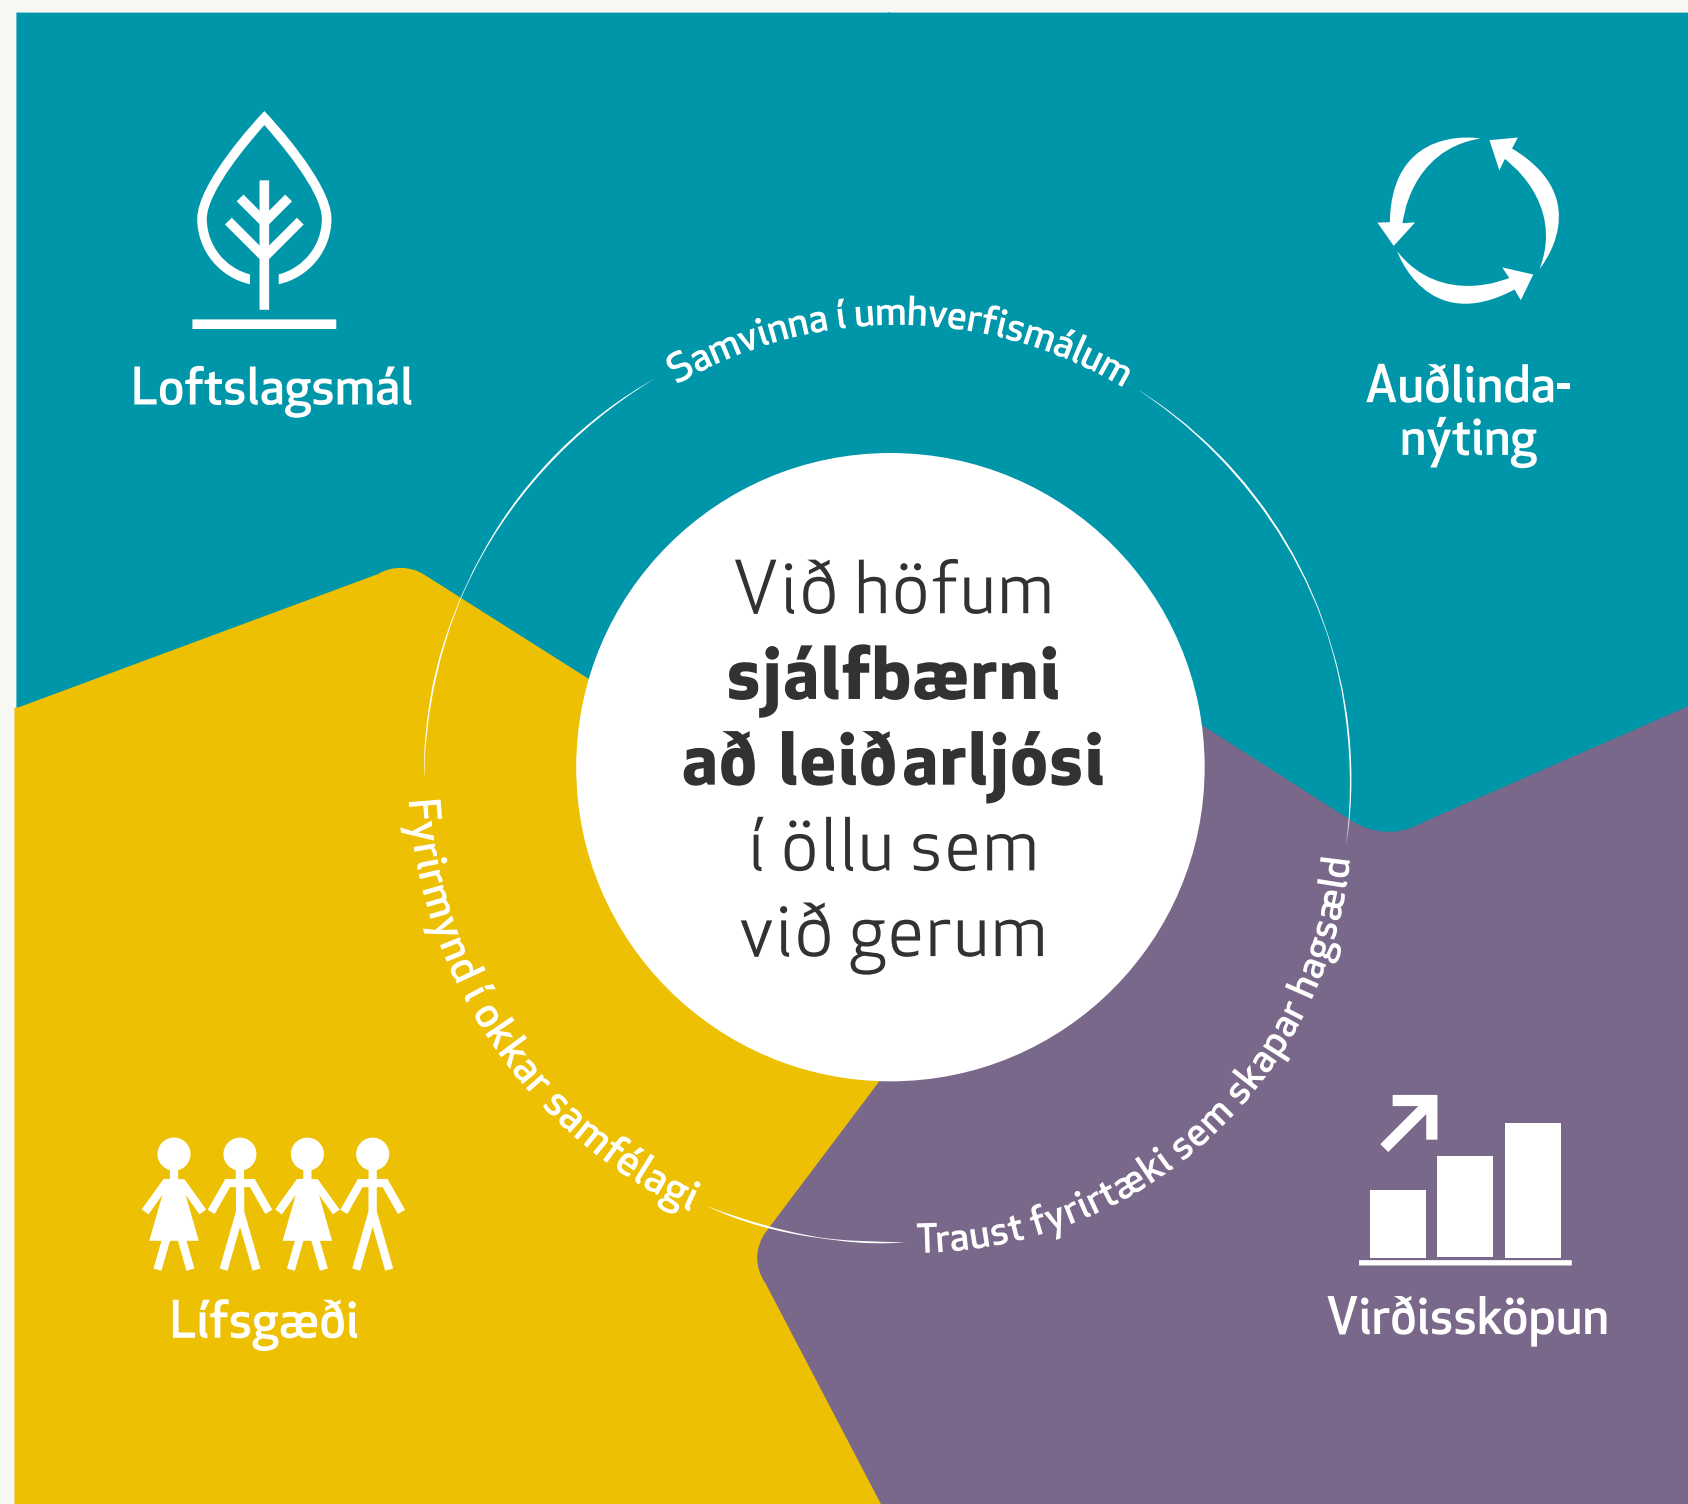 Loftslagsmál
Auðlinda-
nýting
Samvinna í umhverfismálum
Við höfum
sjálfbærni
að leiðarljósi
í öllu sem
við gerum
Fyrirmynd í okkar samfélagi
Traust fyrirtæki sem skapar hagsæld
Lífsgæði
Virðissköpun